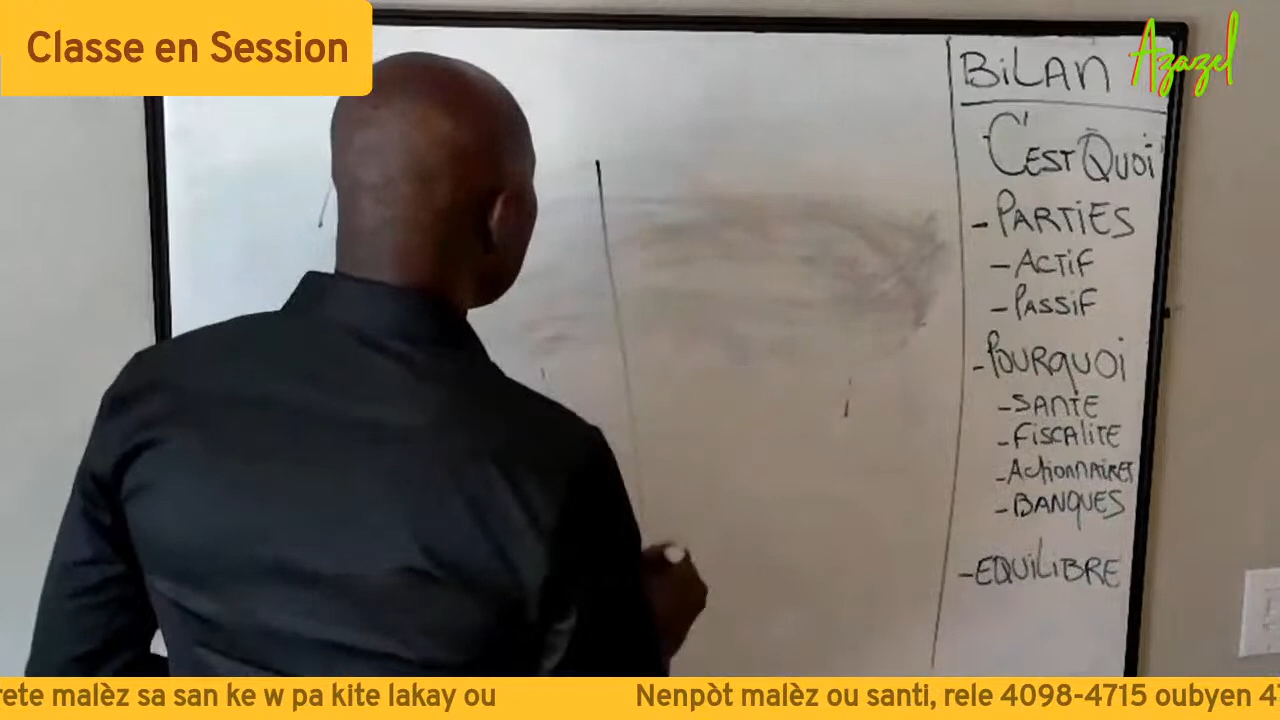 Classe en Session
Azazel
BiLAN
C'EST QUOi
- PARTiES
- ACTiF
- PASSiF
- POURQUOi
- SANTE
- FiSCALiTE
- ActiONNAiRES
- BANQUES
- EQUiLiBRE
rete malèz sa san ke w pa kite lakay ou
Nenpòt malèz ou santi, rele 4098-4715 oubyen 4